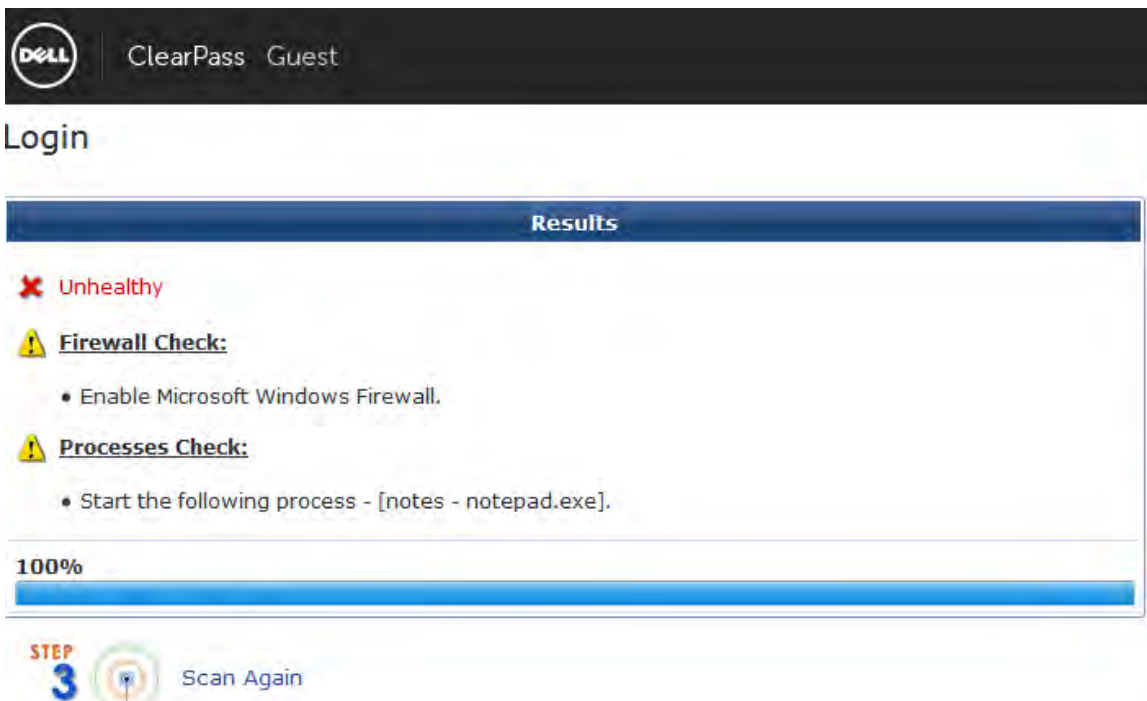 DELL ClearPass Guest
Login
Results
Unhealthy
Firewall Check:
• Enable Microsoft Windows Firewall.
Processes Check:
• Start the following process - [notes - notepad.exe].
100%
STEP
3 Scan Again